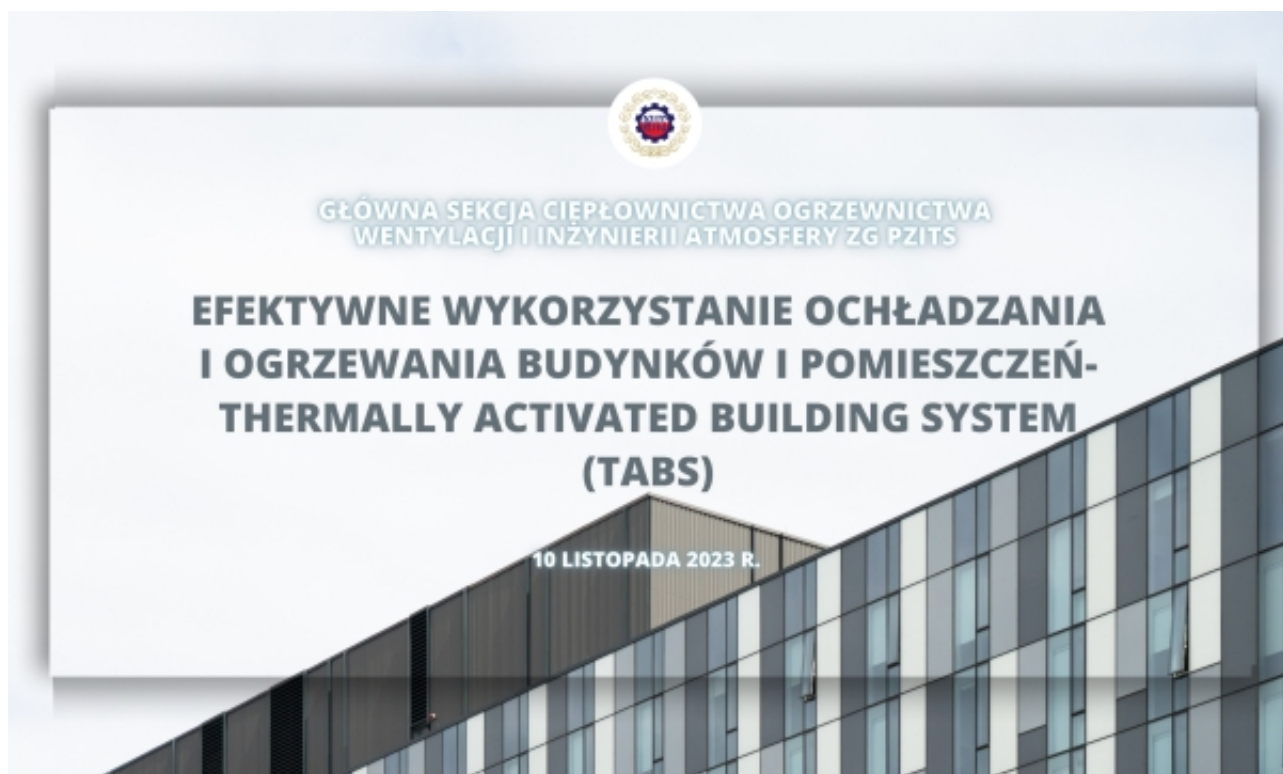 GŁÓWNA SEKCJA CIEPŁOWNICTWA OGRZEWNICTWA
WENTYLACJI I INŻYNIERII ATMOSFERY ZG PZITS
EFEKTYWNE WYKORZYSTANIE OCHŁADZANIA
I OGRZEWANIA BUDYNKÓW I POMIESZCZEŃ-
THERMALLY ACTIVATED BUILDING SYSTEM
(TABS)
10 LISTOPADA 2023 R.